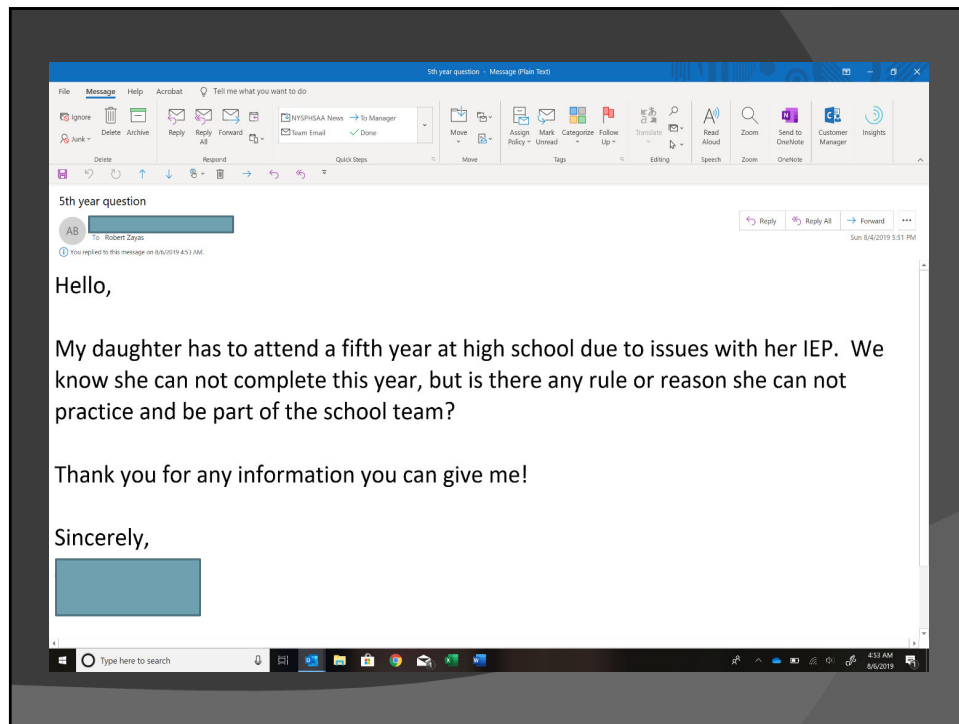 5th year question - Message (Plain Text)
File Message Help Acrobat Tell me what you want to do
Ignore
Junk
Delete
Archive
Reply
Reply All
Forward
NYSPHSAA News
To Manager
Team Email
Done
Move
Assign Policy
Mark Unread
Categorize
Follow Up
Translate
Read Aloud
Zoom
Send to OneNote
Customer Manager
Insights
Delete Respond Quick Steps Move Tags Editing Speech Zoom OneNote
5th year question
AB
To Robert Zayas
You replied to this message on 8/6/2019 4:53 AM.
Reply Reply All Forward
Sun 8/4/2019 5:51 PM
Hello,
My daughter has to attend a fifth year at high school due to issues with her IEP. We
know she can not complete this year, but is there any rule or reason she can not
practice and be part of the school team?
Thank you for any information you can give me!
Sincerely,
Type here to search
4:53 AM
8/6/2019